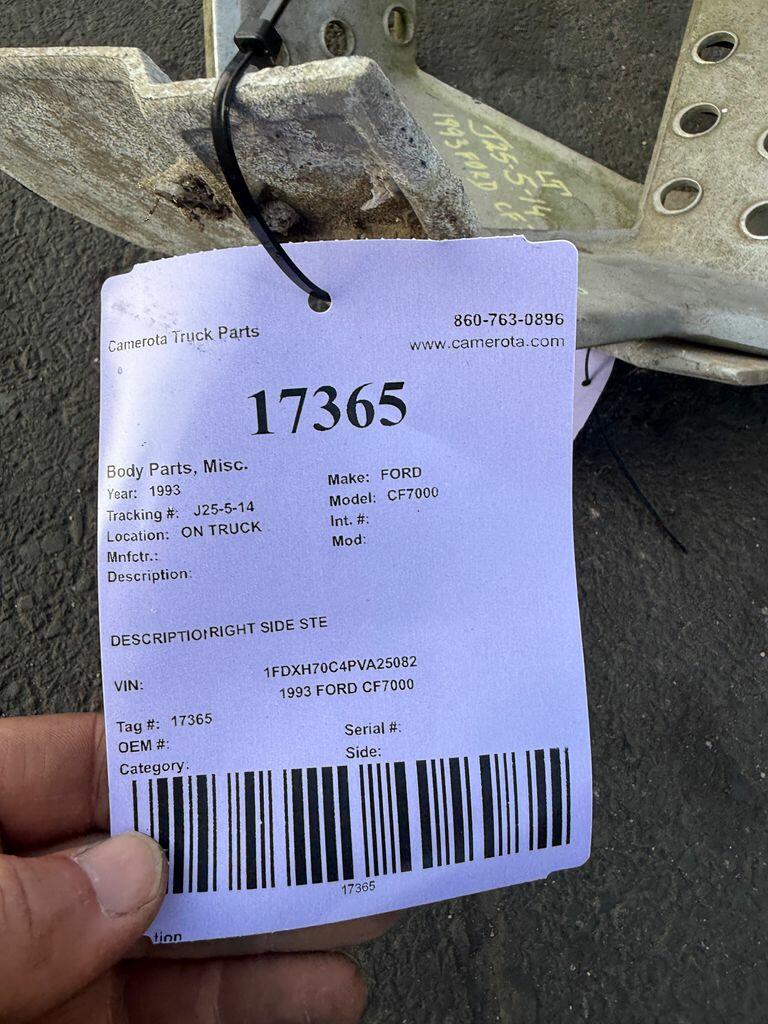 LT
J25-5-14
1993 FORD CF
Camerota Truck Parts
860-763-0896
www.camerota.com
17365
Body Parts, Misc.
Year: 1993
Make: FORD
Tracking #: J25-5-14
Model: CF7000
Location: ON TRUCK
Int. #:
Mnfctr.:
Mod:
Description:
DESCRIPTION RIGHT SIDE STE
VIN:
1FDXH70C4PVA25082
1993 FORD CF7000
Tag #: 17365
Serial #:
OEM #:
Side:
Category:
17365
tion